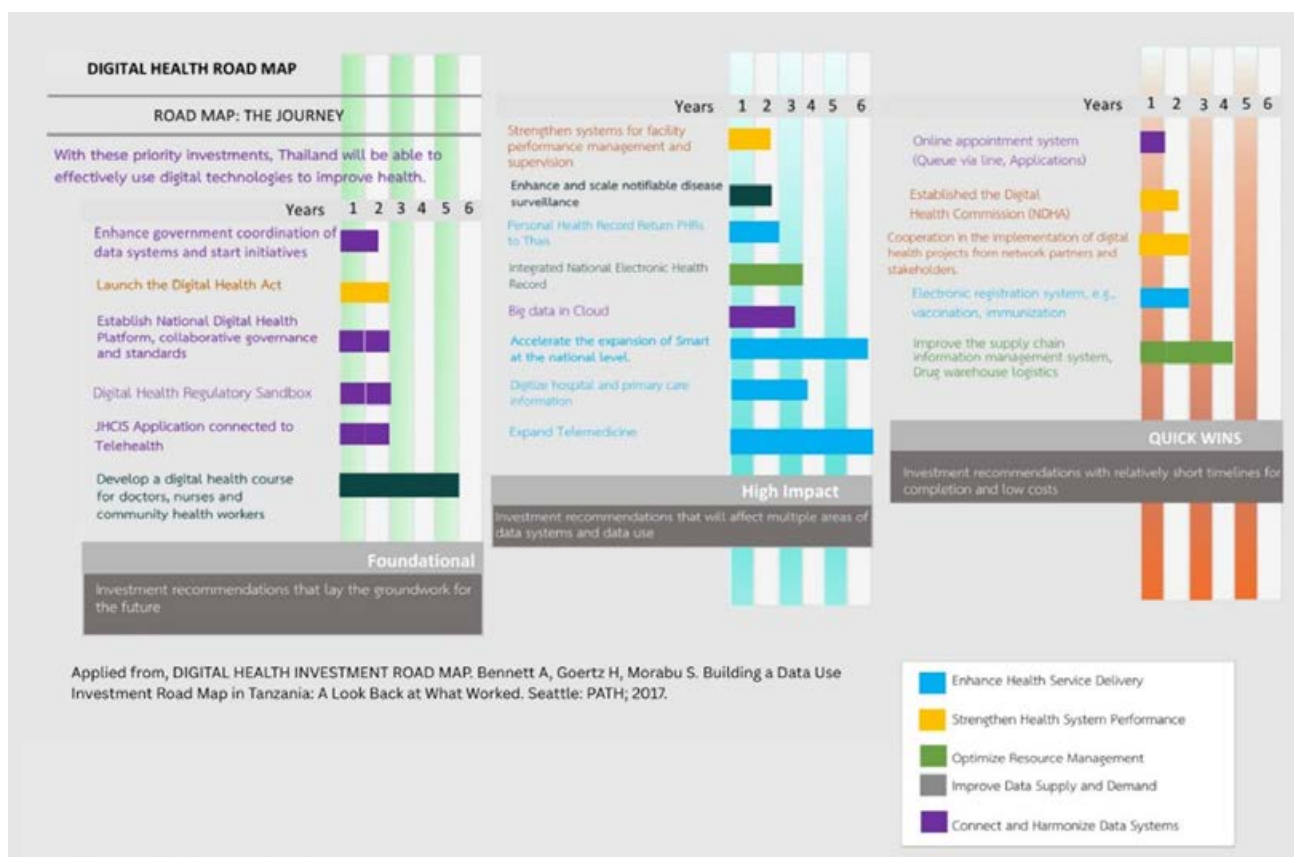 DIGITAL HEALTH ROAD MAP
ROAD MAP: THE JOURNEY
With these priority investments, Thailand will be able to
effectively use digital technologies to improve health.
Years 1 2 3 4 5 6
Enhance government coordination of
data systems and start initiatives
Launch the Digital Health Act
Establish National Digital Health
Platform, collaborative governance
and standards
Digital Health Regulatory Sandbox
JHCIS Application connected to
Telehealth
Develop a digital health course
for doctors, nurses and
community health workers
Foundational
Investment recommendations that lay the groundwork for
the future
Years 1 2 3 4 5 6
Strengthen systems for facility
performance management and
supervision
Enhance and scale notifiable disease
surveillance
Personal Health Record Return PHRs
to Thais
Integrated National Electronic Health
Record
Big data in Cloud
Accelerate the expansion of Smart
at the national level.
Digitize hospital and primary care
information
Expand Telemedicine
High Impact
Investment recommendations that will affect multiple areas of
data systems and data use
Years 1 2 3 4 5 6
Online appointment system
(Queue via line, Applications)
Established the Digital
Health Commission (NDHA)
Cooperation in the implementation of digital
health projects from network partners and
stakeholders.
Electronic registration system, e.g.,
vaccination, immunization
Improve the supply chain
information management system,
Drug warehouse logistics
QUICK WINS
Investment recommendations with relatively short timelines for
completion and low costs
Applied from, DIGITAL HEALTH INVESTMENT ROAD MAP. Bennett A, Goertz H, Morabu S. Building a Data Use
Investment Road Map in Tanzania: A Look Back at What Worked. Seattle: PATH; 2017.
Enhance Health Service Delivery
Strengthen Health System Performance
Optimize Resource Management
Improve Data Supply and Demand
Connect and Harmonize Data Systems